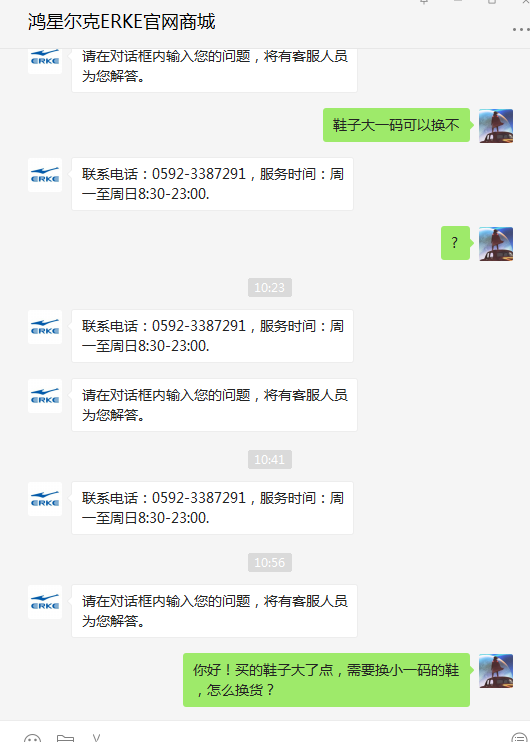 鸿星尔克ERKE官网商城
请在对话框内输入您的问题，将有客服人员
为您解答。
ERKE
鞋子大一码可以换不
ERKE
联系电话：0592-3387291，服务时间：周
一至周日8:30-23:00.
？
10:23
ERKE
联系电话：0592-3387291，服务时间：周
一至周日8:30-23:00.
ERKE
请在对话框内输入您的问题，将有客服人员
为您解答。
10:41
ERKE
联系电话：0592-3387291，服务时间：周
一至周日8:30-23:00.
10:56
ERKE
请在对话框内输入您的问题，将有客服人员
为您解答。
你好！买的鞋子大了点，需要换小一码的鞋
，怎么换货？